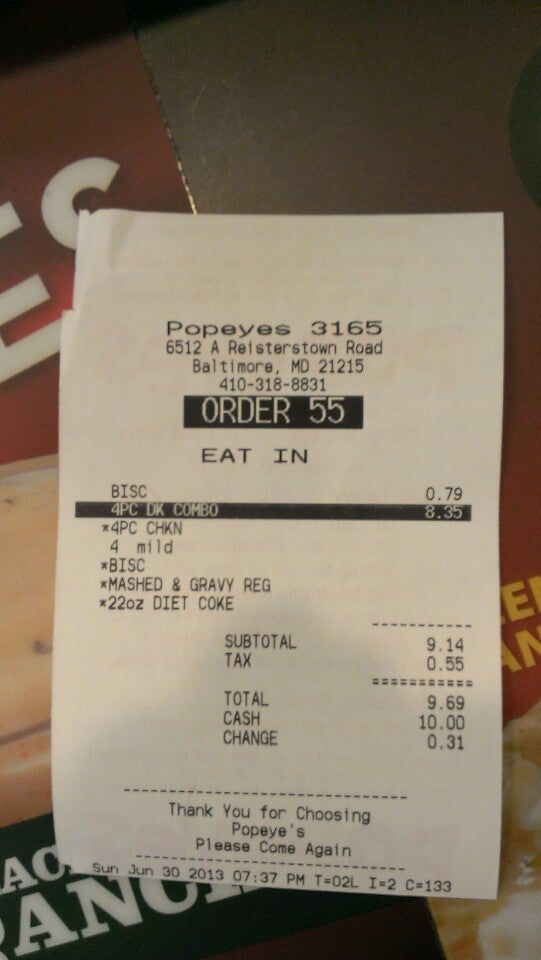 ES
Popeyes 3165
6512 A Reisterstown Road
Baltimore, MD 21215
410-318-8831
ORDER 55
EAT IN
BISC 0.79
4PC DK COMBO 8.35
*4PC CHKN
4 mild
*BISC
*MASHED & GRAVY REG
*22oz DIET COKE
SUBTOTAL 9.14
TAX 0.55
TOTAL 9.69
CASH 10.00
CHANGE 0.31
Thank You for Choosing
Popeye's
Please Come Again
Sun Jun 30 2013 07:37 PM T=02L I=2 C=133